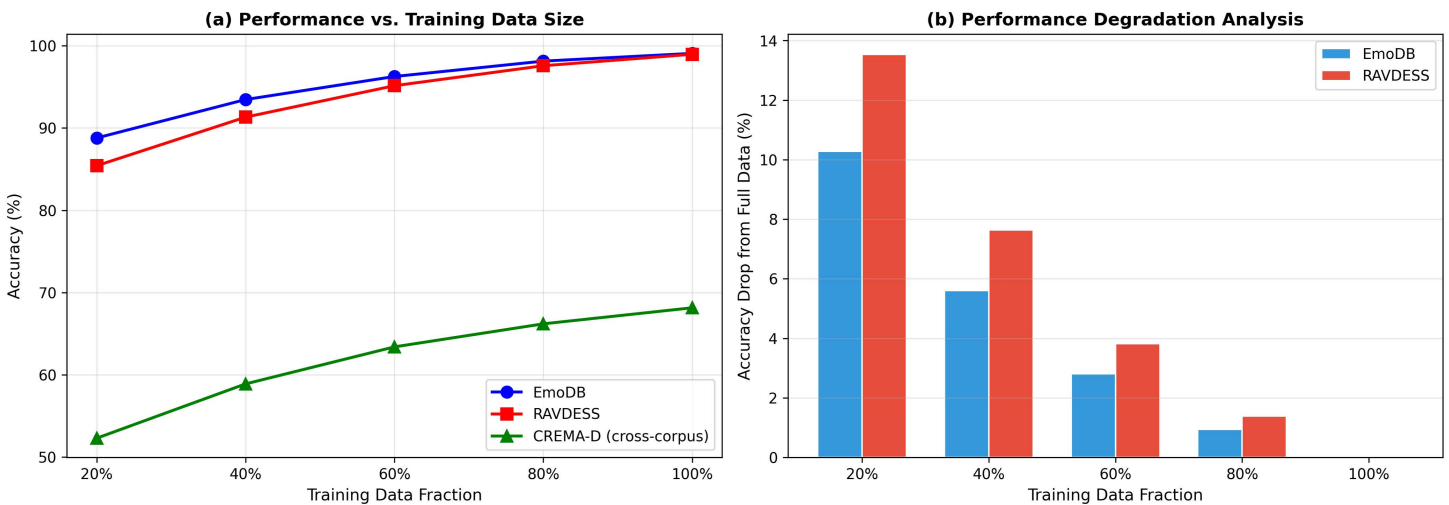 (a) Performance vs. Training Data Size
Accuracy (%)
100
90
80
70
60
50
20%
40%
60%
80%
100%
Training Data Fraction
EmoDB
RAVDESS
CREMA-D (cross-corpus)
(b) Performance Degradation Analysis
Accuracy Drop from Full Data (%)
14
12
10
8
6
4
2
0
20%
40%
60%
80%
100%
Training Data Fraction
EmoDB
RAVDESS